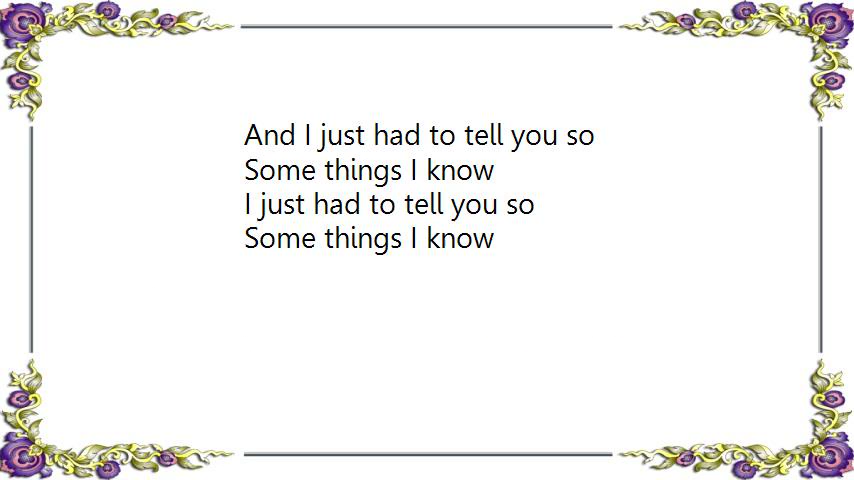 And I just had to tell you so
Some things I know
I just had to tell you so
Some things I know